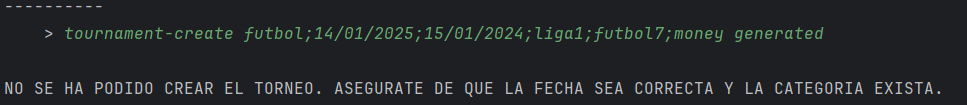 ----------
> tournament-create futbol;14/01/2025;15/01/2024;liga1;futbol7;money generated
NO SE HA PODIDO CREAR EL TORNEO. ASEGURATE DE QUE LA FECHA SEA CORRECTA Y LA CATEGORIA EXISTA.